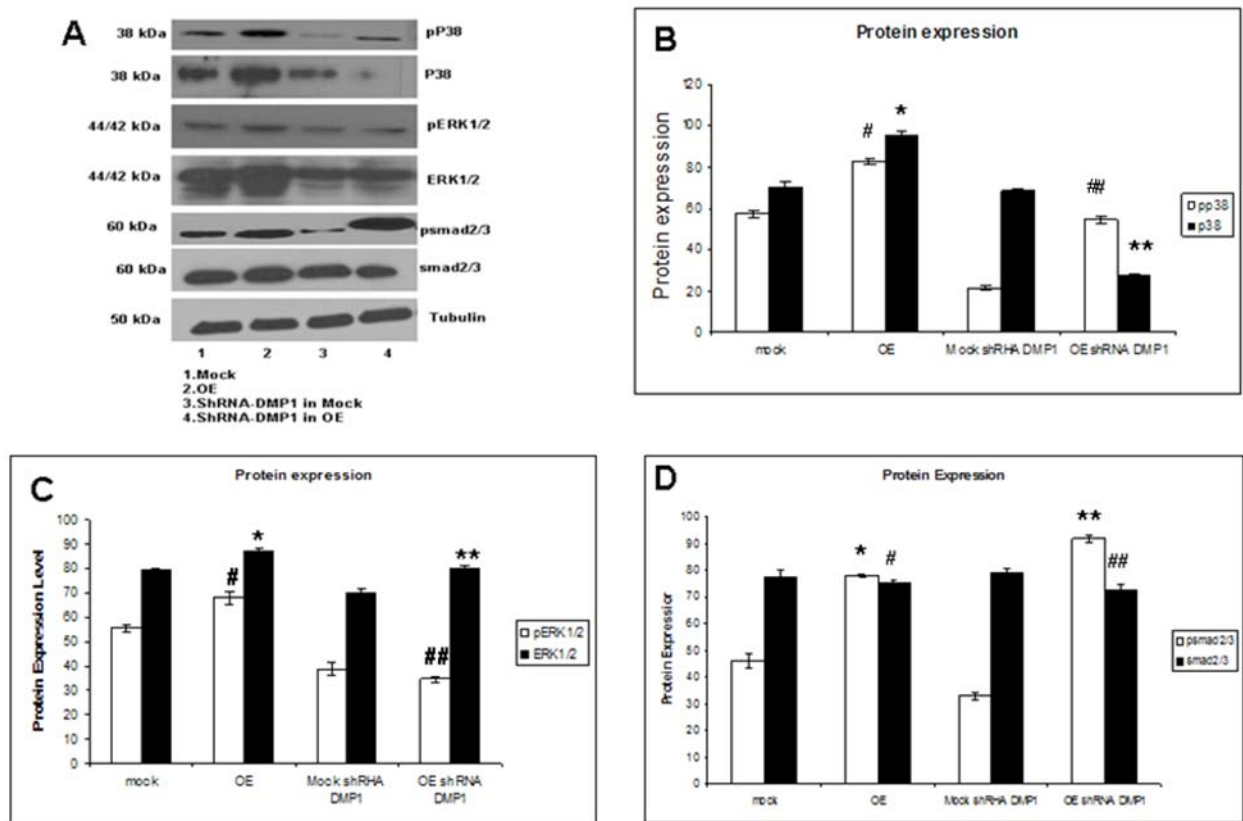 A
38 kDa pP38
38 kDa P38
44/42 kDa pERK1/2
44/42 kDa ERK1/2
60 kDa psmad2/3
60 kDa smad2/3
50 kDa Tubulin
1 2 3 4
1.Mock
2.OE
3.ShRNA-DMP1 in Mock
4.ShRNA-DMP1 in OE
B
Protein expression
Protein expresssion
120
100
80
60
40
20
0
# *
## **
mock OE Mock shRHA DMP1 OE shRNA DMP1
pp38
p38
C
Protein expression
Protein Expression Level
100
90
80
70
60
50
40
30
20
10
0
# *
## **
mock OE Mock shRHA DMP1 OE shRNA DMP1
pERK1/2
ERK1/2
D
Protein Expression
Protein Expressior
100
90
80
70
60
50
40
30
20
10
0
* #
** ##
mock OE Mock shRHA DMP1 OE shRNA DMP1
psmad2/3
smad2/3